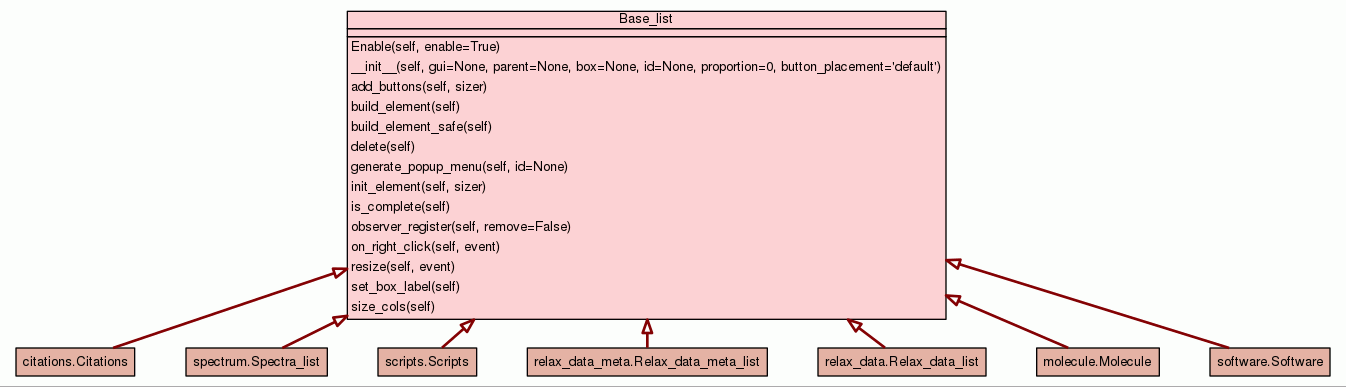 Base_list
Enable(self, enable=True)
__init__(self, gui=None, parent=None, box=None, id=None, proportion=0, button_placement='default')
add_buttons(self, sizer)
build_element(self)
build_element_safe(self)
delete(self)
generate_popup_menu(self, id=None)
init_element(self, sizer)
is_complete(self)
observer_register(self, remove=False)
on_right_click(self, event)
resize(self, event)
set_box_label(self)
size_cols(self)
citations.Citations
spectrum.Spectra_list
scripts.Scripts
relax_data_meta.Relax_data_meta_list
relax_data.Relax_data_list
molecule.Molecule
software.Software